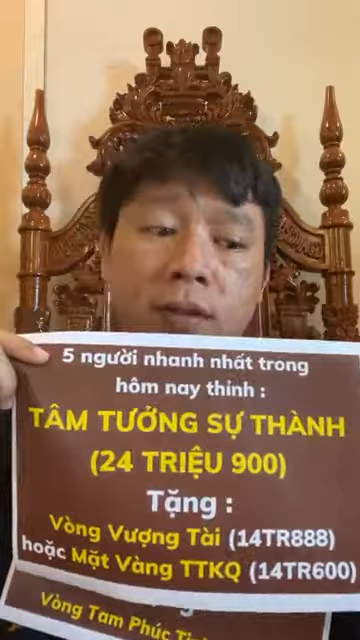 5 người nhanh nhất trong
hôm nay thỉnh :
TÂM TƯỞNG SỰ THÀNH
(24 TRIỆU 900)
Tặng :
Vòng Vượng Tài (14TR888)
hoặc Mặt Vàng TTKQ (14TR600)
Vòng Tam Phúc